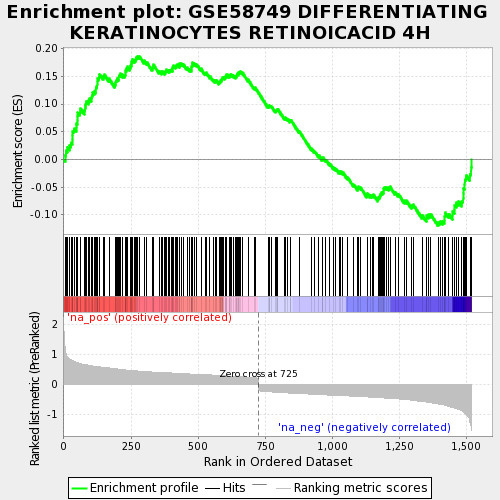 Enrichment plot: GSE58749 DIFFERENTIATING
KERATINOCYTES RETINOICACID 4H
Enrichment score (ES)
0.20
0.15
0.10
0.05
0.00
-0.05
-0.10
Ranked list metric (PreRanked)
2
1
0
-1
'na_pos' (positively correlated)
Zero cross at 725
'na_neg' (negatively correlated)
0
250
500
750
1,000
1,250
1,500
Rank in Ordered Dataset
Enrichment profile
Hits
Ranking metric scores